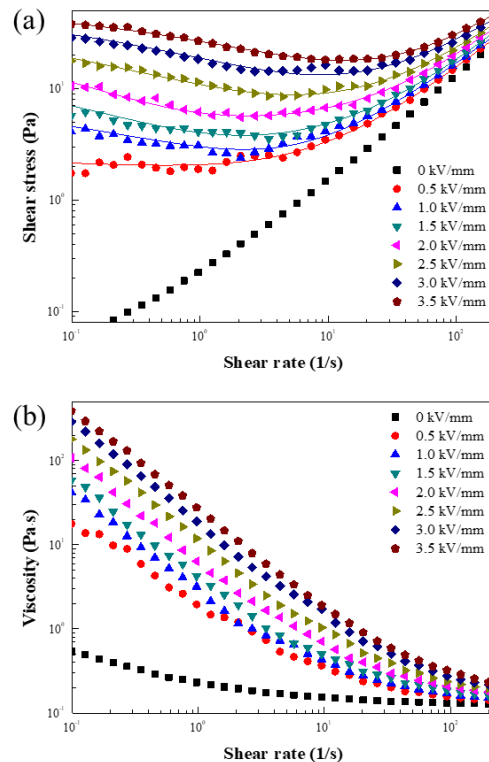 (a)
Shear stress (Pa)
10¹
10⁰
10⁻¹
0 kV/mm
0.5 kV/mm
1.0 kV/mm
1.5 kV/mm
2.0 kV/mm
2.5 kV/mm
3.0 kV/mm
3.5 kV/mm
10⁻¹ 10⁰ 10¹ 10²
Shear rate (1/s)
(b)
Viscosity (Pa·s)
10²
10¹
10⁰
10⁻¹
0 kV/mm
0.5 kV/mm
1.0 kV/mm
1.5 kV/mm
2.0 kV/mm
2.5 kV/mm
3.0 kV/mm
3.5 kV/mm
10⁻¹ 10⁰ 10¹ 10²
Shear rate (1/s)